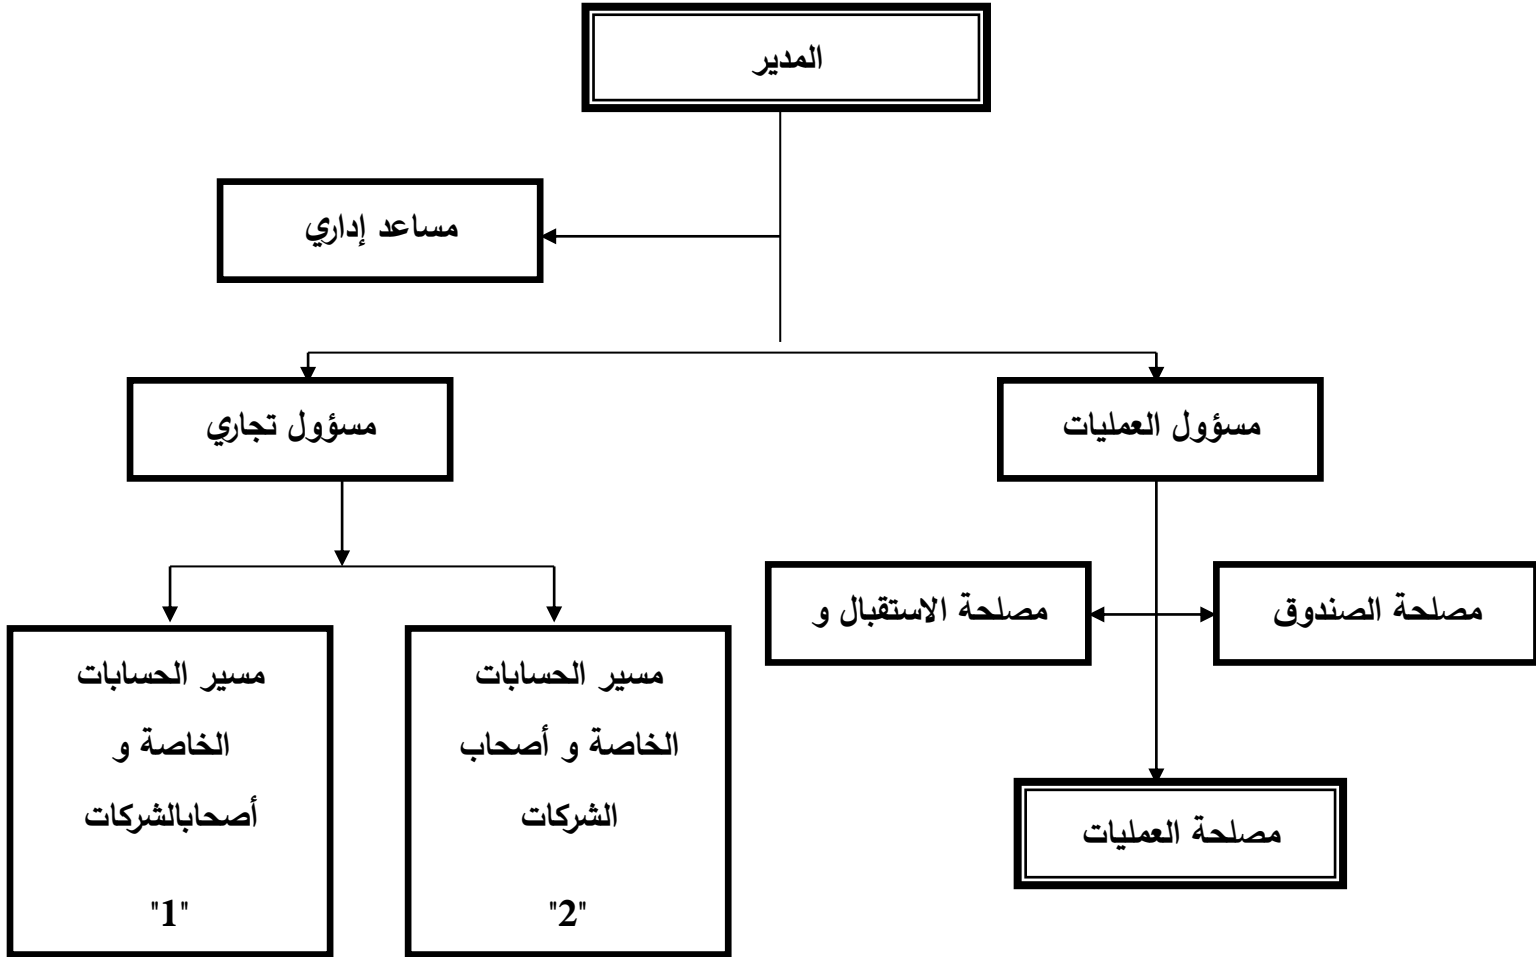 المدير
مساعد إداري
مسؤول العمليات
مسؤول تجاري
مصلحة الصندوق
مصلحة الاستقبال و
مصلحة العمليات
مسير الحسابات
الخاصة و أصحاب
الشركات
"2"
مسير الحسابات
الخاصة و
أصحابالشركات
"1"